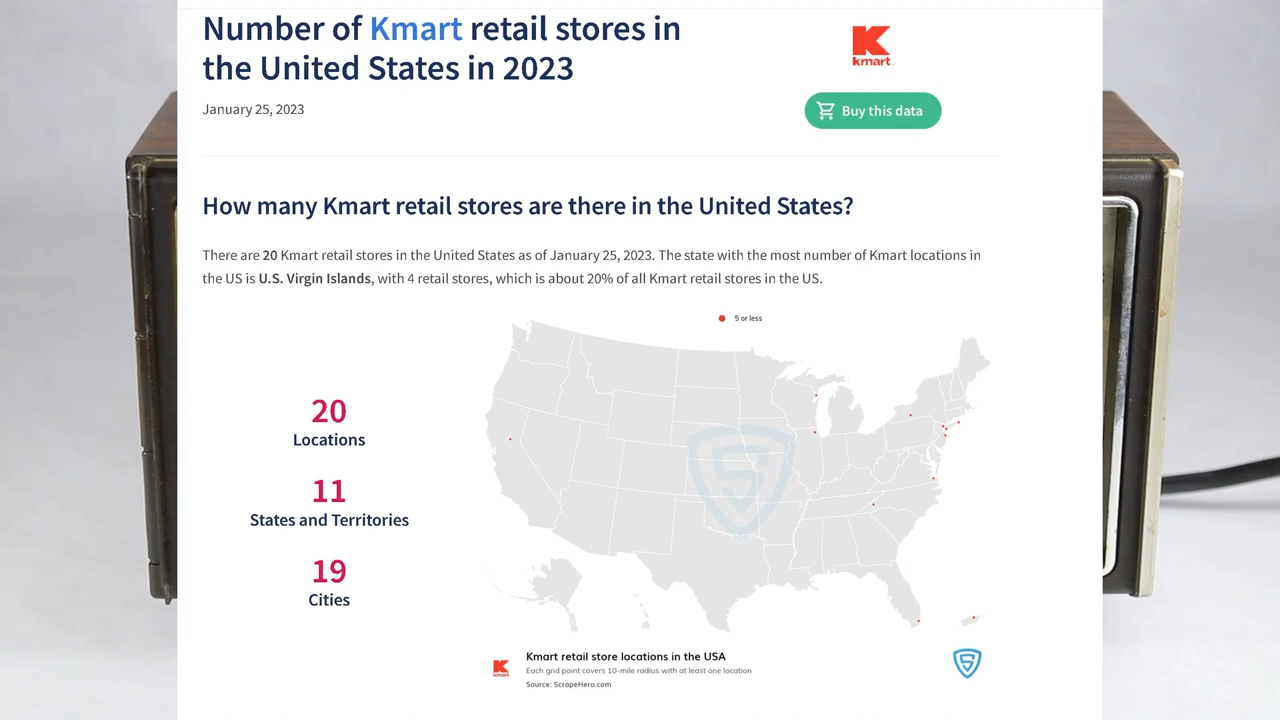 Number of Kmart retail stores in
the United States in 2023
kmart
January 25, 2023
Buy this data
How many Kmart retail stores are there in the United States?
There are 20 Kmart retail stores in the United States as of January 25, 2023. The state with the most number of Kmart locations in
the US is U.S. Virgin Islands, with 4 retail stores, which is about 20% of all Kmart retail stores in the US.
5 or less
20
Locations
11
States and Territories
19
Cities
Kmart retail store locations in the USA
Each grid point covers 10-mile radius with at least one location
Source: ScrapeHero.com
kmart